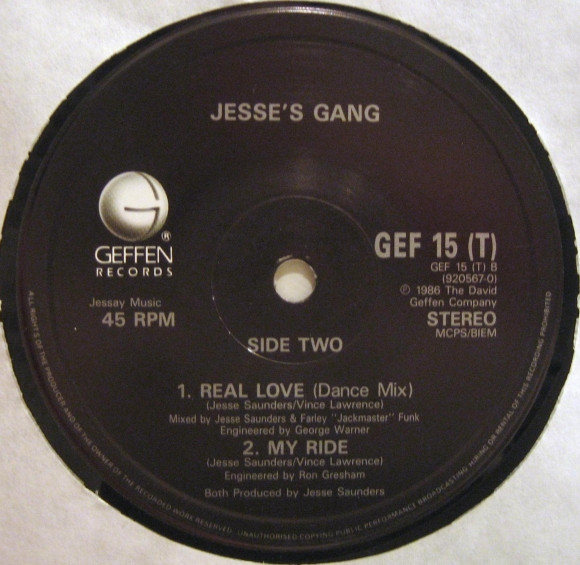 JESSE'S GANG
G
®
GEFFEN
RECORDS
Jessay Music
45 RPM
GEF 15 (T)
GEF 15 (T) B
(920567-0)
℗ 1986 The David
Geffen Company
STEREO
MCPS/BIEM
SIDE TWO
1. REAL LOVE (Dance Mix)
(Jesse Saunders/Vince Lawrence)
Mixed by Jesse Saunders & Farley "Jackmaster" Funk
Engineered by George Warner
2. MY RIDE
(Jesse Saunders/Vince Lawrence)
Engineered by Ron Gresham
Both Produced by Jesse Saunders
ALL RIGHTS OF THE PRODUCER AND OF THE OWNER OF THE RECORDED WORK RESERVED. UNAUTHORISED COPYING PUBLIC PERFORMANCE BROADCASTING HIRING OR RENTAL OF THIS RECORDING PROHIBITED